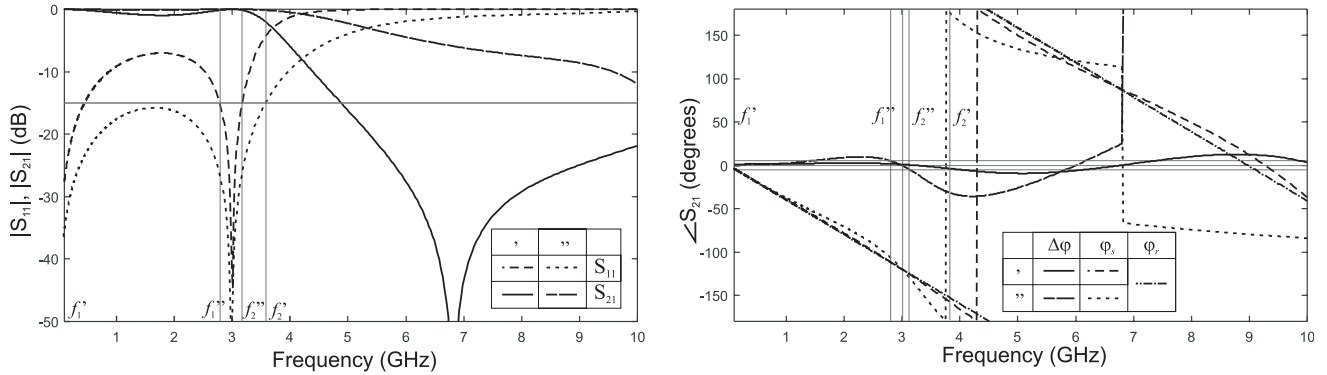 |S11|, |S21| (dB)
0
-10
-20
-30
-40
-50
f1’
f1”
f2”
f2’
’
”
S11
S21
1
2
3
4
5
6
7
8
9
10
Frequency (GHz)
∠S21 (degrees)
150
100
50
0
-50
-100
-150
f1’
f1”
f2”
f2’
Δφ
φs
φr
’
”
1
2
3
4
5
6
7
8
9
10
Frequency (GHz)